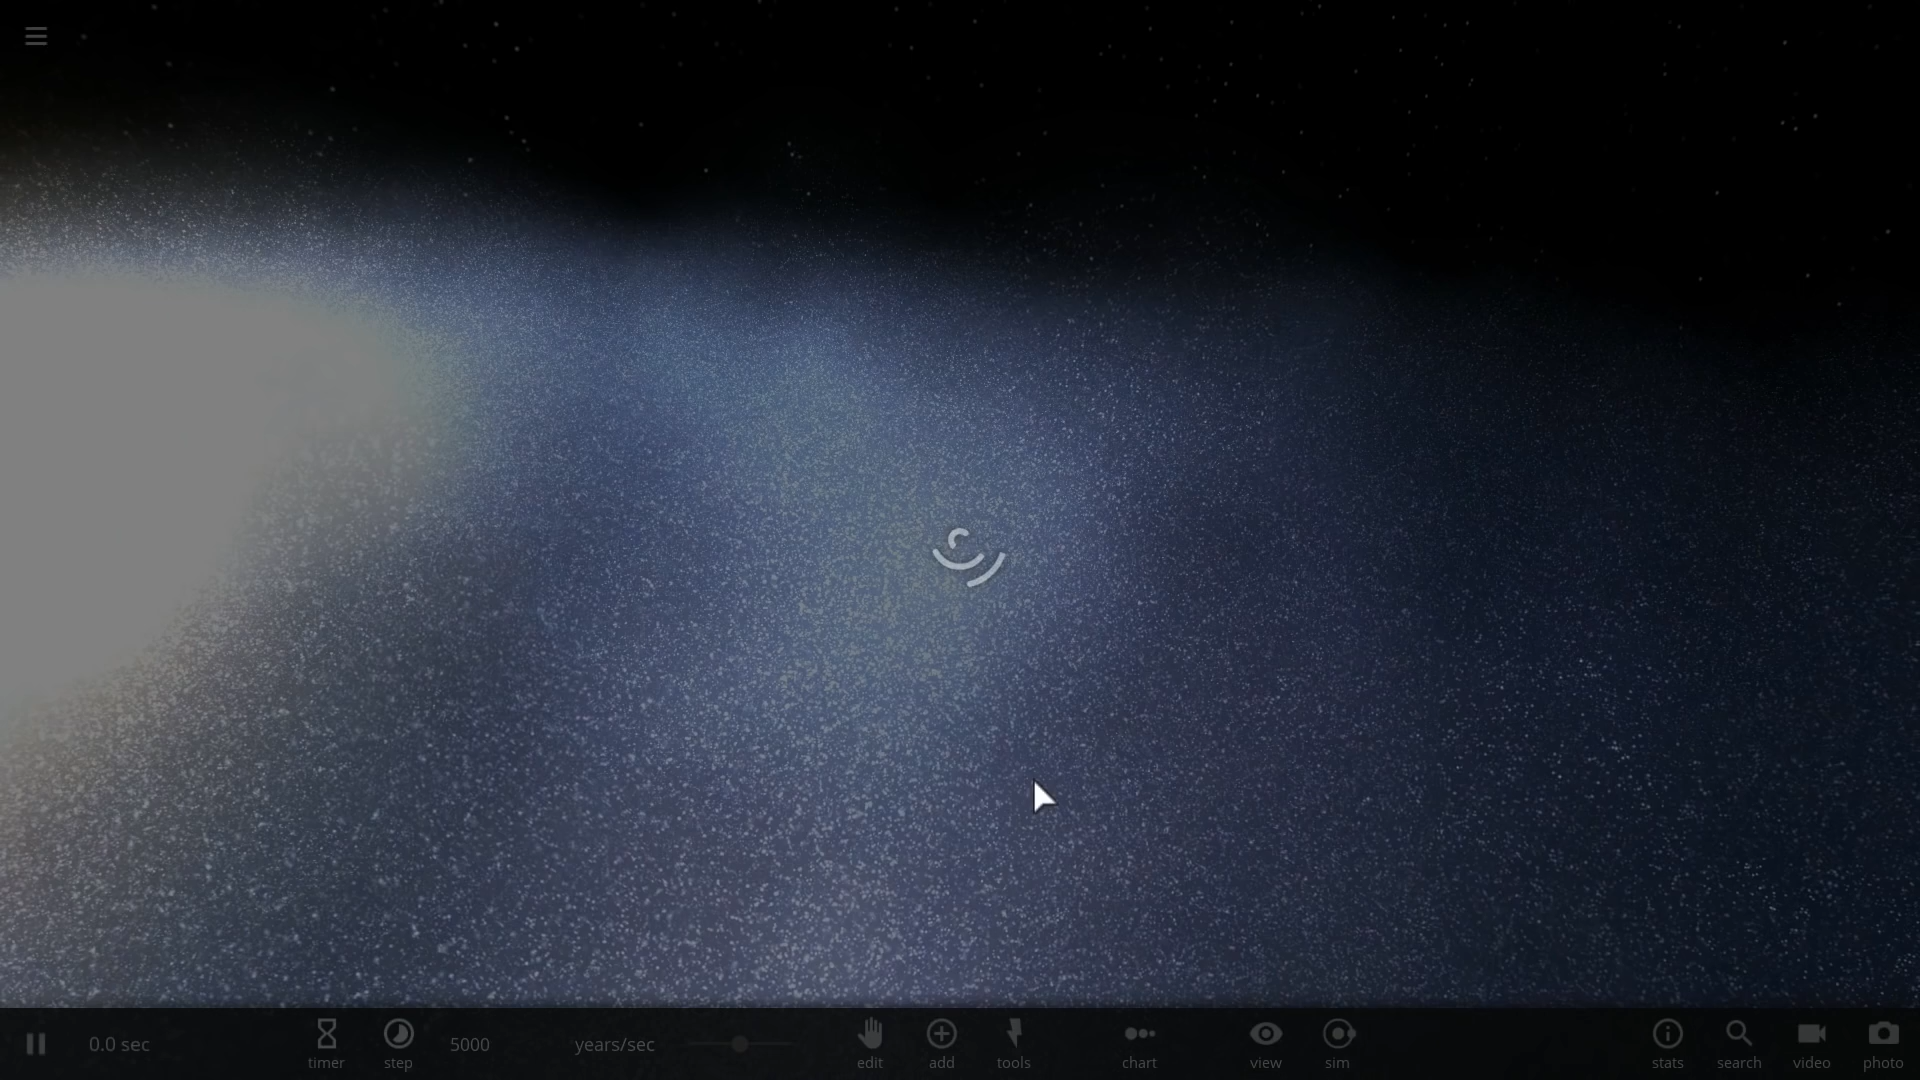 0.0 sec
timer
step
5000
years/sec
edit
add
tools
chart
view
sim
stats
search
video
photo